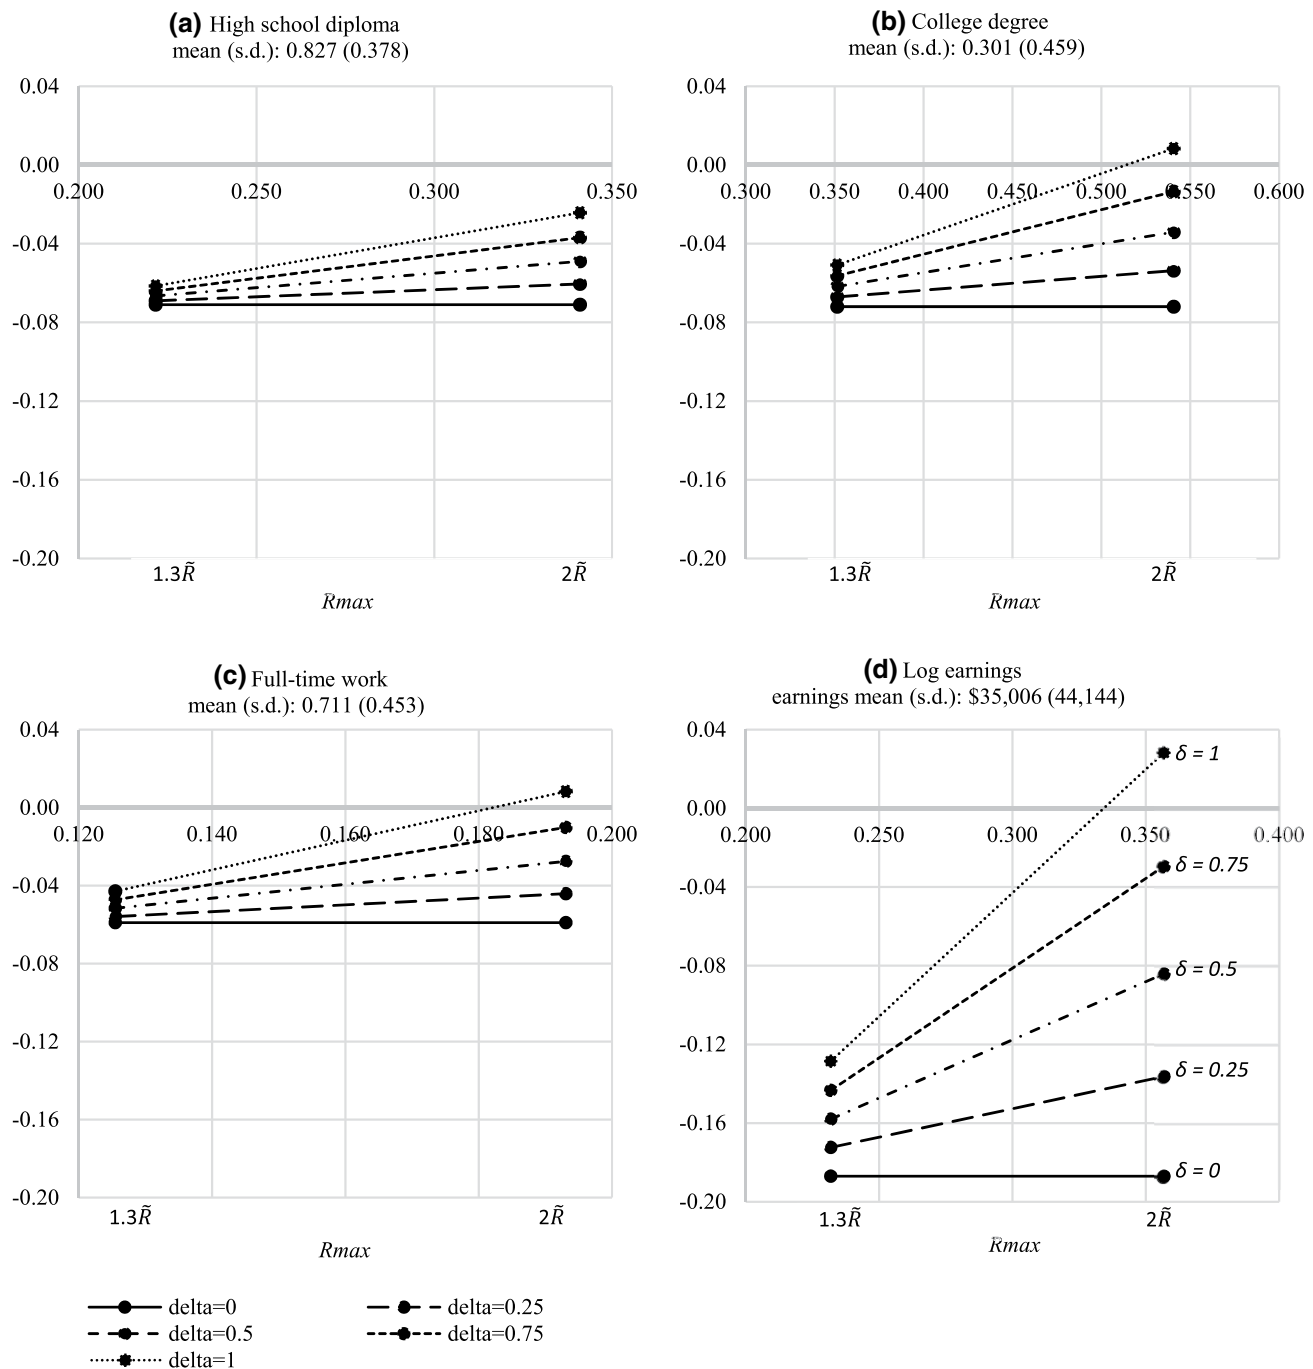 (a) High school diploma
mean (s.d.): 0.827 (0.378)
0.04
0.00
0.200 0.250 0.300 0.350
-0.04
-0.08
-0.12
-0.16
-0.20
1.3R̃ 2R̃
Rmax
(b) College degree
mean (s.d.): 0.301 (0.459)
0.04
0.00
0.300 0.350 0.400 0.450 0.500 0.550 0.600
-0.04
-0.08
-0.12
-0.16
-0.20
1.3R̃ 2R̃
Rmax
(c) Full-time work
mean (s.d.): 0.711 (0.453)
0.04
0.00
0.120 0.140 0.160 0.180 0.200
-0.04
-0.08
-0.12
-0.16
-0.20
1.3R̃ 2R̃
Rmax
(d) Log earnings
earnings mean (s.d.): $35,006 (44,144)
0.04
δ = 1
0.00
0.200 0.250 0.300 0.350 0.400
δ = 0.75
-0.04
-0.08
δ = 0.5
-0.12
δ = 0.25
-0.16
δ = 0
-0.20
1.3R̃ 2R̃
Rmax
delta=0 delta=0.25
delta=0.5 delta=0.75
delta=1